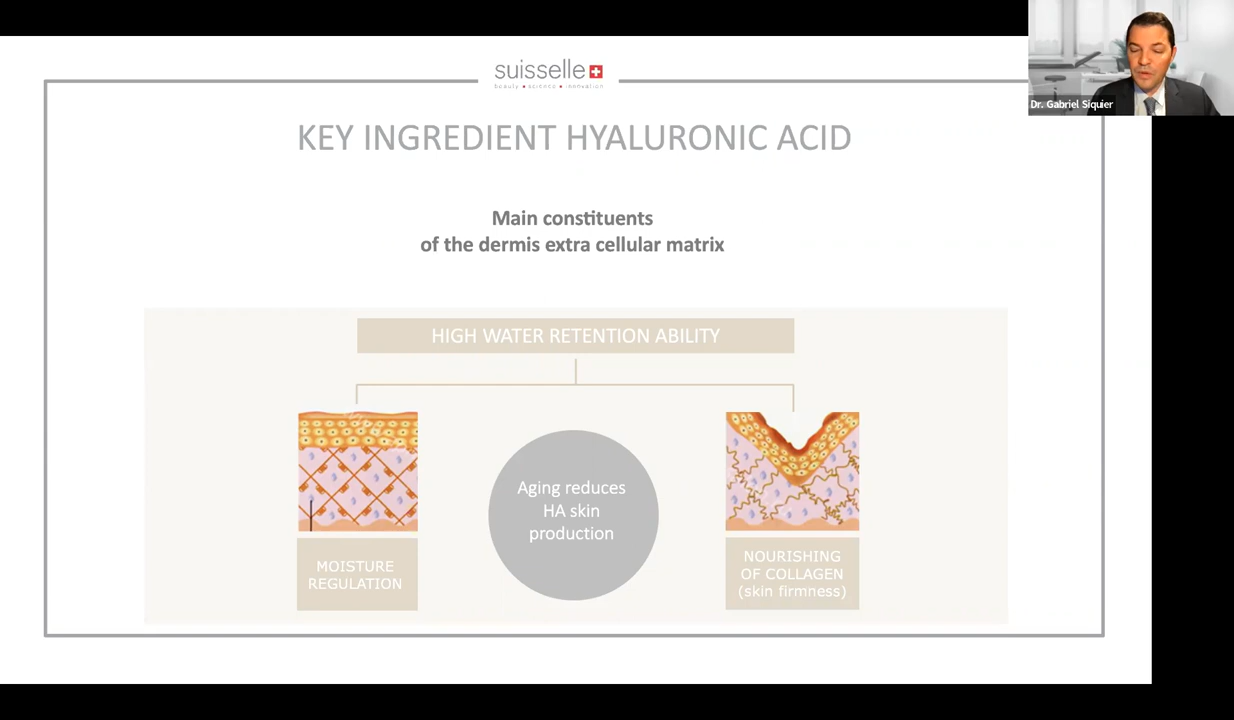 suisselle
beauty • science • innovation
Dr. Gabriel Siquier
KEY INGREDIENT HYALURONIC ACID
Main constituents
of the dermis extra cellular matrix
HIGH WATER RETENTION ABILITY
Aging reduces
HA skin
production
MOISTURE
REGULATION
NOURISHING
OF COLLAGEN
(skin firmness)